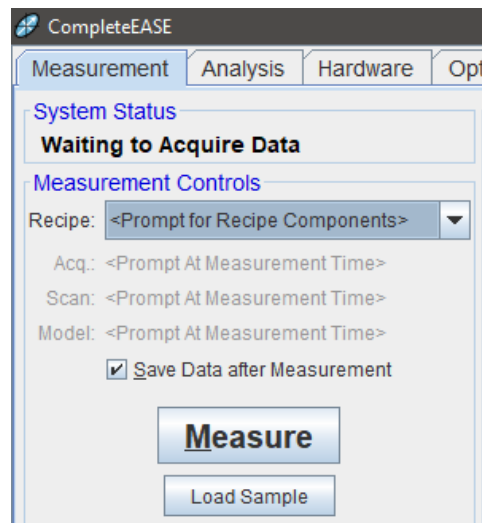 CompleteEASE
Measurement Analysis Hardware
System Status
Waiting to Acquire Data
Measurement Controls
Recipe: <Prompt for Recipe Components>
Acq.: <Prompt At Measurement Time>
Scan: <Prompt At Measurement Time>
Model: <Prompt At Measurement Time>
Save Data after Measurement
Measure
Load Sample